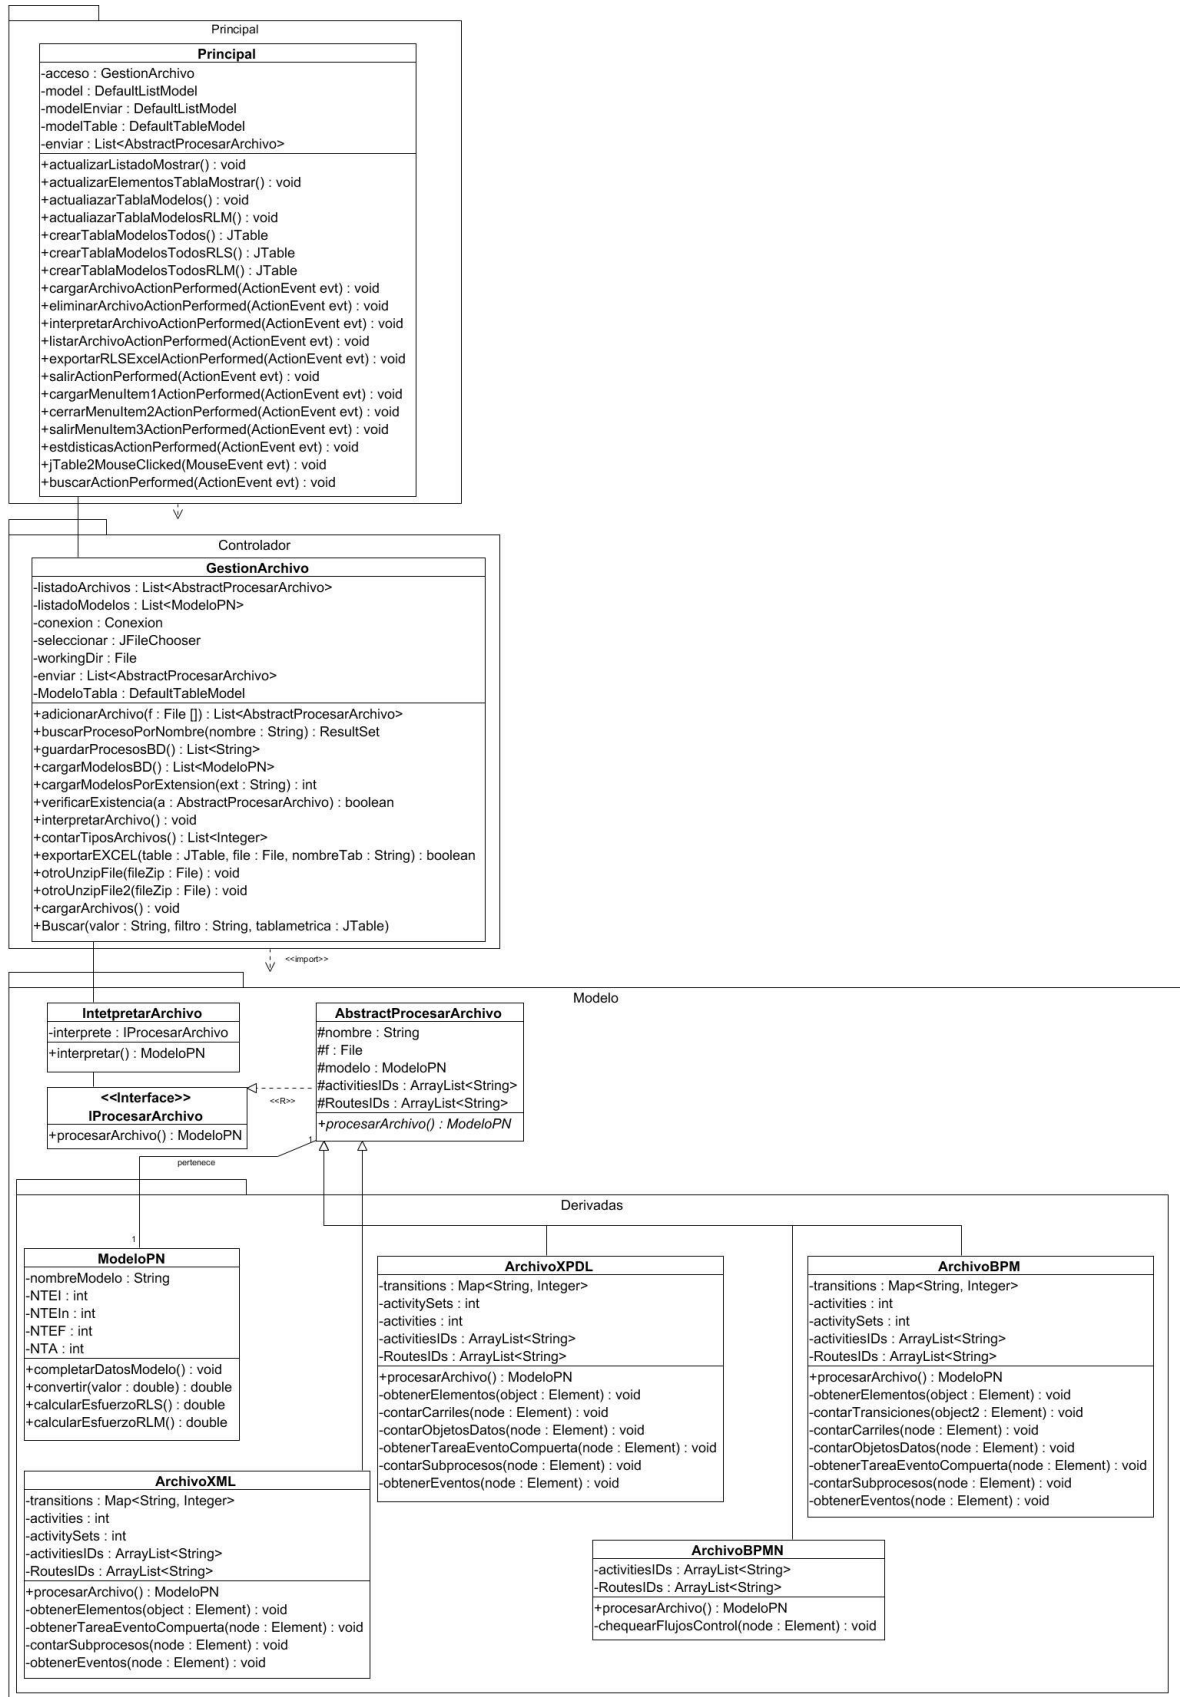 Principal
Principal
-acceso : GestionArchivo
-model : DefaultListModel
-modelEnviar : DefaultListModel
-modelTable : DefaultTableModel
-enviar : List<AbstractProcesarArchivo>
+actualizarListadoMostrar() : void
+actualizarElementosTablaMostrar() : void
+actualiazarTablaModelos() : void
+actualiazarTablaModelosRLM() : void
+crearTablaModelosTodos() : JTable
+crearTablaModelosTodosRLS() : JTable
+crearTablaModelosTodosRLM() : JTable
+cargarArchivoActionPerformed(ActionEvent evt) : void
+eliminarArchivoActionPerformed(ActionEvent evt) : void
+interpretarArchivoActionPerformed(ActionEvent evt) : void
+listarArchivoActionPerformed(ActionEvent evt) : void
+exportarRLSExcelActionPerformed(ActionEvent evt) : void
+salirActionPerformed(ActionEvent evt) : void
+cargarMenuItem1ActionPerformed(ActionEvent evt) : void
+cerrarMenuItem2ActionPerformed(ActionEvent evt) : void
+salirMenuItem3ActionPerformed(ActionEvent evt) : void
+estdisticasActionPerformed(ActionEvent evt) : void
+jTable2MouseClicked(MouseEvent evt) : void
+buscarActionPerformed(ActionEvent evt) : void
Controlador
GestionArchivo
-listadoArchivos : List<AbstractProcesarArchivo>
-listadoModelos : List<ModeloPN>
-conexion : Conexion
-seleccionar : JFileChooser
-workingDir : File
-enviar : List<AbstractProcesarArchivo>
-ModeloTabla : DefaultTableModel
+adicionarArchivo(f : File []) : List<AbstractProcesarArchivo>
+buscarProcesoPorNombre(nombre : String) : ResultSet
+guardarProcesosBD() : List<String>
+cargarModelosBD() : List<ModeloPN>
+cargarModelosPorExtension(ext : String) : int
+verificarExistencia(a : AbstractProcesarArchivo) : boolean
+interpretarArchivo() : void
+contarTiposArchivos() : List<Integer>
+exportarEXCEL(table : JTable, file : File, nombreTab : String) : boolean
+otroUnzipFile(fileZip : File) : void
+otroUnzipFile2(fileZip : File) : void
+cargarArchivos() : void
+Buscar(valor : String, filtro : String, tablametrica : JTable)
<<import>>
Modelo
IntetpretarArchivo
-interprete : IProcesarArchivo
+interpretar() : ModeloPN
<<Interface>>
IProcesarArchivo
+procesarArchivo() : ModeloPN
<<R>>
AbstractProcesarArchivo
#nombre : String
#f : File
#modelo : ModeloPN
#activitiesIDs : ArrayList<String>
#RoutesIDs : ArrayList<String>
+procesarArchivo() : ModeloPN
1
pertenece
1
Derivadas
ModeloPN
-nombreModelo : String
-NTEI : int
-NTEIn : int
-NTEF : int
-NTA : int
+completarDatosModelo() : void
+convertir(valor : double) : double
+calcularEsfuerzoRLS() : double
+calcularEsfuerzoRLM() : double
ArchivoXPDL
-transitions : Map<String, Integer>
-activitySets : int
-activities : int
-activitiesIDs : ArrayList<String>
-RoutesIDs : ArrayList<String>
+procesarArchivo() : ModeloPN
-obtenerElementos(object : Element) : void
-contarCarriles(node : Element) : void
-contarObjetosDatos(node : Element) : void
-obtenerTareaEventoCompuerta(node : Element) : void
-contarSubprocesos(node : Element) : void
-obtenerEventos(node : Element) : void
ArchivoBPM
-transitions : Map<String, Integer>
-activities : int
-activitySets : int
-activitiesIDs : ArrayList<String>
-RoutesIDs : ArrayList<String>
+procesarArchivo() : ModeloPN
-obtenerElementos(object : Element) : void
-contarTransiciones(object2 : Element) : void
-contarCarriles(node : Element) : void
-contarObjetosDatos(node : Element) : void
-obtenerTareaEventoCompuerta(node : Element) : void
-contarSubprocesos(node : Element) : void
-obtenerEventos(node : Element) : void
ArchivoXML
-transitions : Map<String, Integer>
-activities : int
-activitySets : int
-activitiesIDs : ArrayList<String>
-RoutesIDs : ArrayList<String>
+procesarArchivo() : ModeloPN
-obtenerElementos(object : Element) : void
-obtenerTareaEventoCompuerta(node : Element) : void
-contarSubprocesos(node : Element) : void
-obtenerEventos(node : Element) : void
ArchivoBPMN
-activitiesIDs : ArrayList<String>
-RoutesIDs : ArrayList<String>
+procesarArchivo() : ModeloPN
-chequearFlujosControl(node : Element) : void